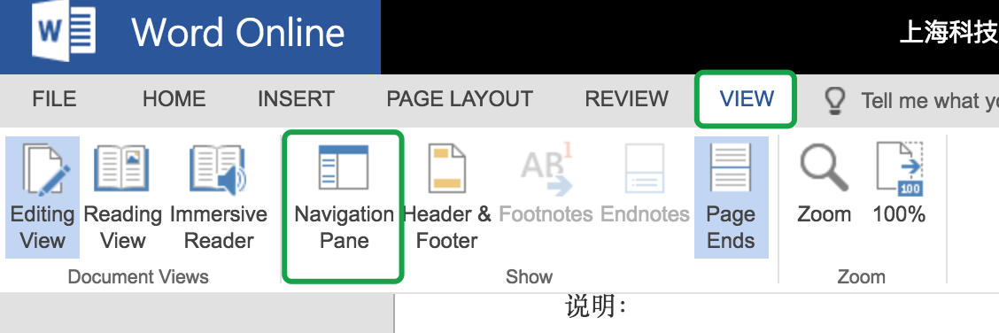 Word Online
上海科技
FILE HOME INSERT PAGE LAYOUT REVIEW VIEW Tell me what
Editing View
Reading View
Immersive Reader
Navigation Pane
Header & Footer
AB1
Footnotes
Endnotes
Page Ends
Zoom
100
100%
Document Views
Show
Zoom
说明：